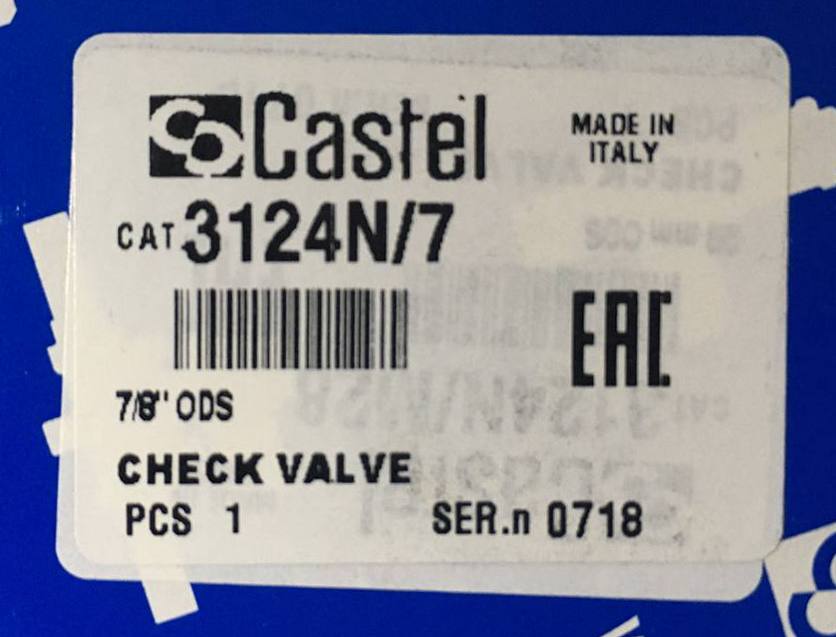 Castel
MADE IN
ITALY
CAT 3124N/7
EAC
7/8" ODS
CHECK VALVE
PCS 1 SER.n 0718